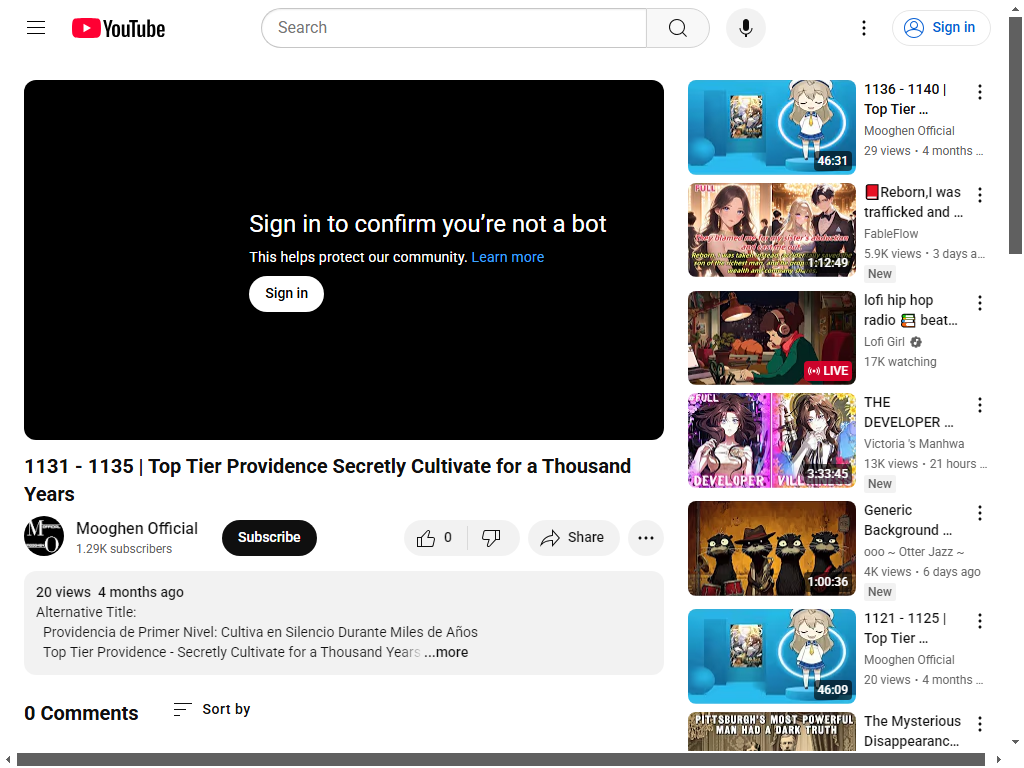 YouTube
Search
Sign in
Sign in to confirm you’re not a bot
This helps protect our community. Learn more
Sign in
1131 - 1135 | Top Tier Providence Secretly Cultivate for a Thousand
Years
Mooghen Official
1.29K subscribers
Subscribe
0
Share
20 views 4 months ago
Alternative Title:
Providencia de Primer Nivel: Cultiva en Silencio Durante Miles de Años
Top Tier Providence - Secretly Cultivate for a Thousand Years ...more
0 Comments
Sort by
46:31
1136 - 1140 |
Top Tier ...
Mooghen Official
29 views • 4 months ...
FULL
1:12:49
📕Reborn,I was
trafficked and ...
FableFlow
5.9K views • 3 days a...
New
LIVE
lofi hip hop
radio 📚 beat...
Lofi Girl
17K watching
FULL
3:33:45
DEVELOPER
THE
DEVELOPER ...
Victoria 's Manhwa
13K views • 21 hours ...
New
1:00:36
Generic
Background ...
ooo ~ Otter Jazz ~
4K views • 6 days ago
New
46:09
1121 - 1125 |
Top Tier ...
Mooghen Official
20 views • 4 months ...
PITTSBURGH'S MOST POWERFUL
MAN HAD A DARK TRUTH
The Mysterious
Disappearanc...